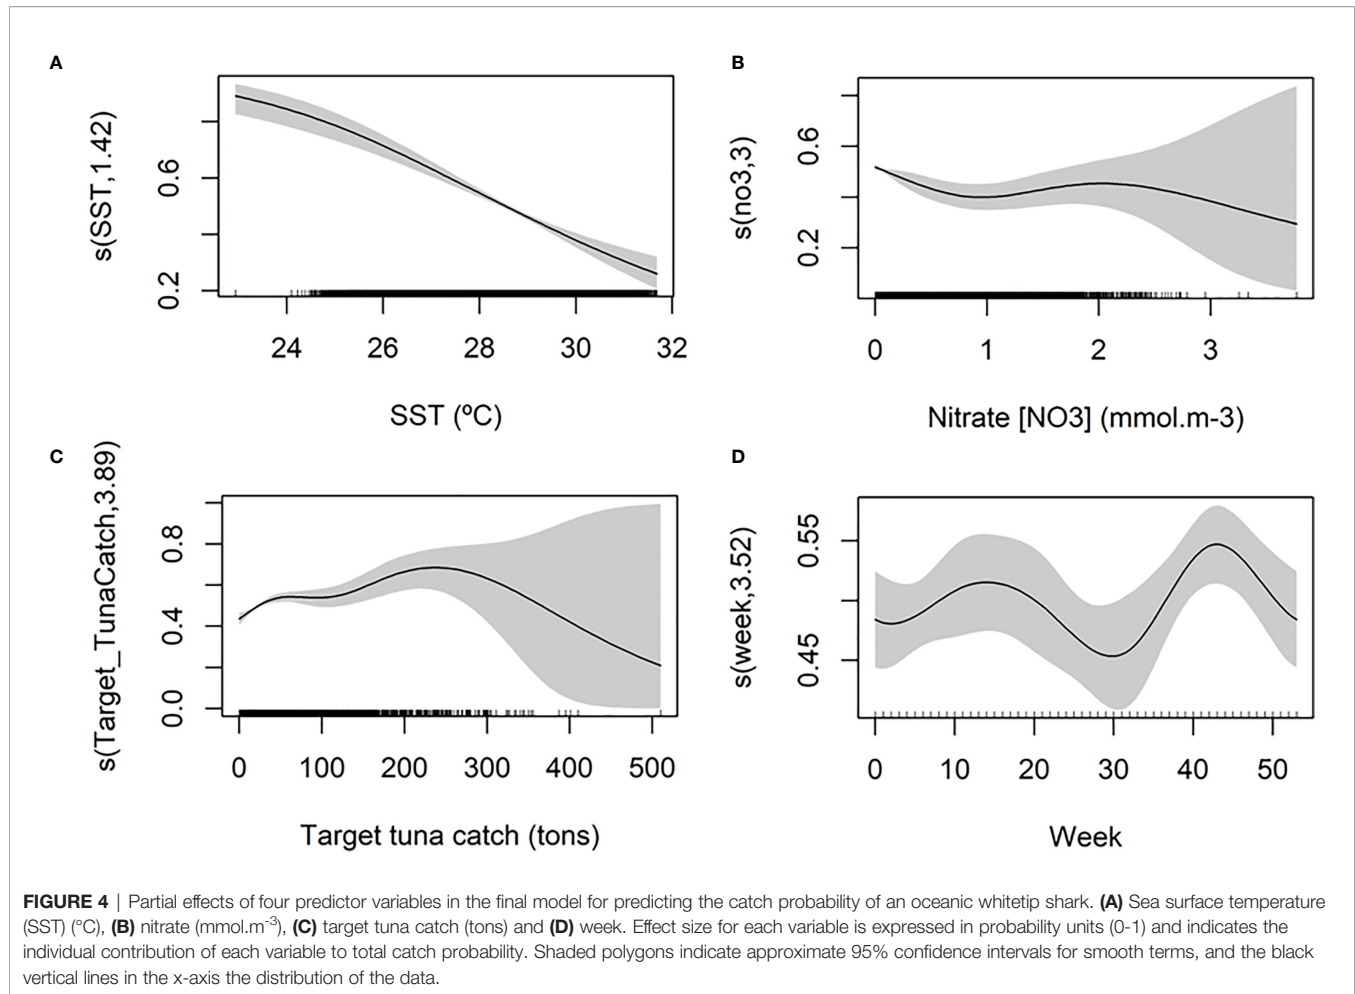 A
s(SST,1.42)
0.6
0.2
24 26 28 30 32
SST (ºC)
B
s(no3,3)
0.6
0.2
0 1 2 3
Nitrate [NO3] (mmol.m-3)
C
s(Target_TunaCatch,3.89)
0.8
0.4
0.0
0 100 200 300 400 500
Target tuna catch (tons)
D
s(week,3.52)
0.55
0.45
0 10 20 30 40 50
Week
FIGURE 4 | Partial effects of four predictor variables in the final model for predicting the catch probability of an oceanic whitetip shark. (A) Sea surface temperature
(SST) (°C), (B) nitrate (mmol.m-3), (C) target tuna catch (tons) and (D) week. Effect size for each variable is expressed in probability units (0-1) and indicates the
individual contribution of each variable to total catch probability. Shaded polygons indicate approximate 95% confidence intervals for smooth terms, and the black
vertical lines in the x-axis the distribution of the data.